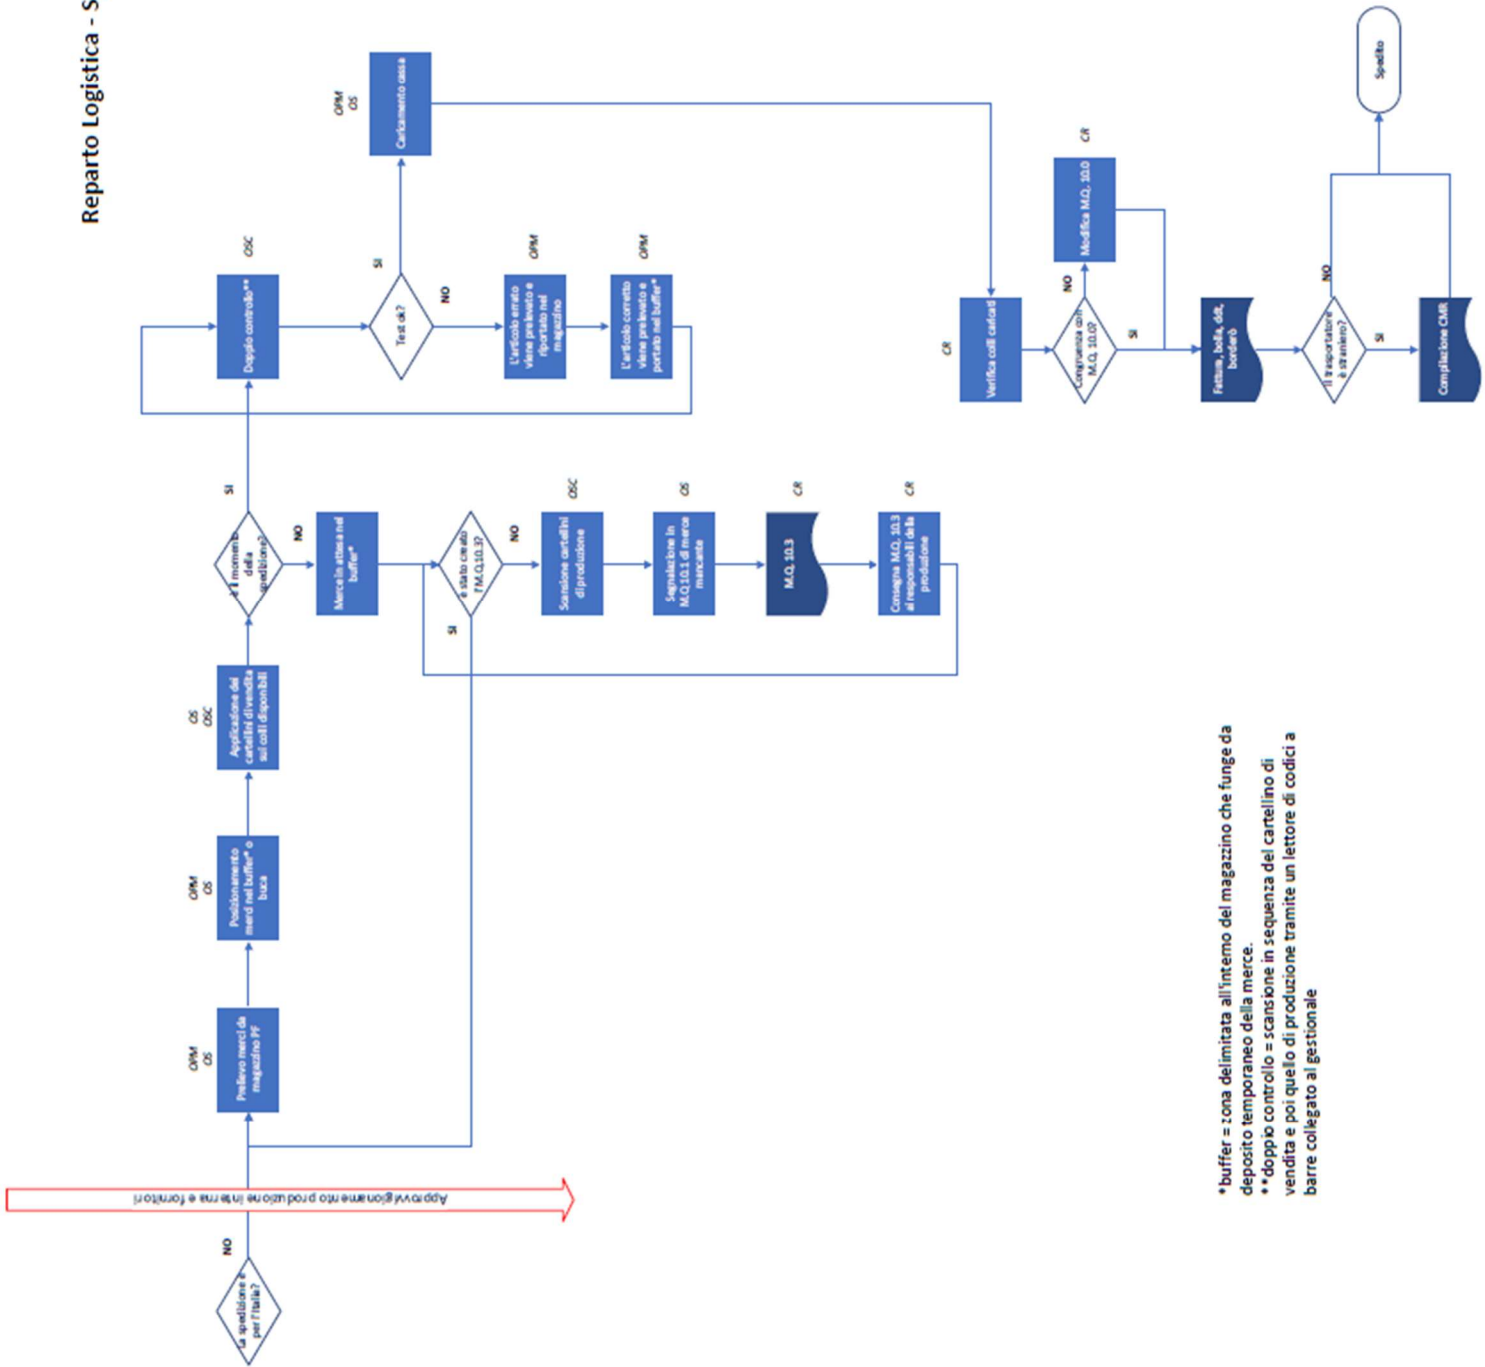 Reparto Logistica - S
La spedizione è
per l'Italia?
NO
Approvvigionamento produzione interna e fornitori
OPM
OS
Prelievo merci da
magazzino PF
OPM
OS
Posizionamento
merci nel buffer* o
buca
OS
OSC
Applicazione dei
cartellini di vendita
sui colli disponibili
è il momento
della
spedizione?
SI
NO
Merce in attesa nel
buffer*
è stato creato
l'M.Q,10.3?
SI
NO
OSC
Scansione cartellini
di produzione
OS
Segnalazione in
M.Q,10.1 di merce
mancante
CR
M.Q, 10.3
CR
Consegna M.Q, 10.3
ai responsabili della
produzione
OSC
Doppio controllo**
Test ok?
SI
NO
OPM
L'articolo errato
viene prelevato e
riportato nel
magazzino
OPM
L'articolo corretto
viene prelevato e
portato nel buffer*
OPM
OS
Caricamento cassa
CR
Verifica colli caricati
Congruenza con
M.Q, 10.0?
NO
SI
CR
Modifica M.Q, 10.0
Fattura, bolla, ddt,
borderò
Il trasportatore
è straniero?
NO
SI
Compilazione CMR
Spedito
*buffer = zona delimitata all'interno del magazzino che funge da
deposito temporaneo della merce.
**doppio controllo = scansione in sequenza del cartellino di
vendita e poi quello di produzione tramite un lettore di codici a
barre collegato al gestionale